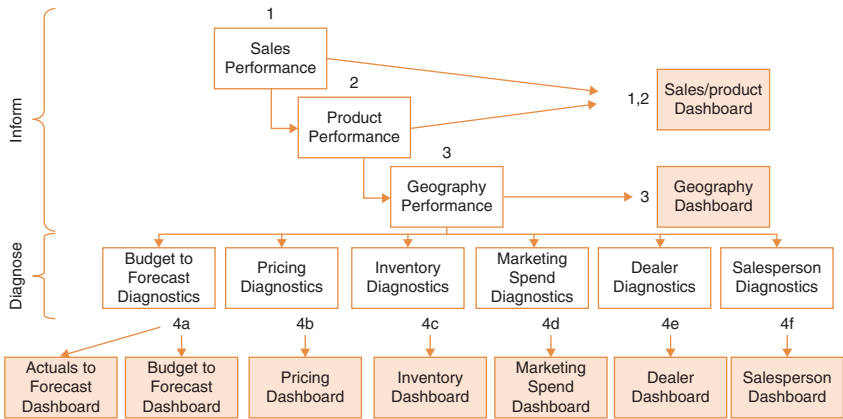 1
Sales
Performance
2
Product
Performance
1,2
Sales/product
Dashboard
3
Geography
Performance
3
Geography
Dashboard
Inform
Diagnose
Budget to
Forecast
Diagnostics
Pricing
Diagnostics
Inventory
Diagnostics
Marketing
Spend
Diagnostics
Dealer
Diagnostics
Salesperson
Diagnostics
4a
4b
4c
4d
4e
4f
Actuals to
Forecast
Dashboard
Budget to
Forecast
Dashboard
Pricing
Dashboard
Inventory
Dashboard
Marketing
Spend
Dashboard
Dealer
Dashboard
Salesperson
Dashboard